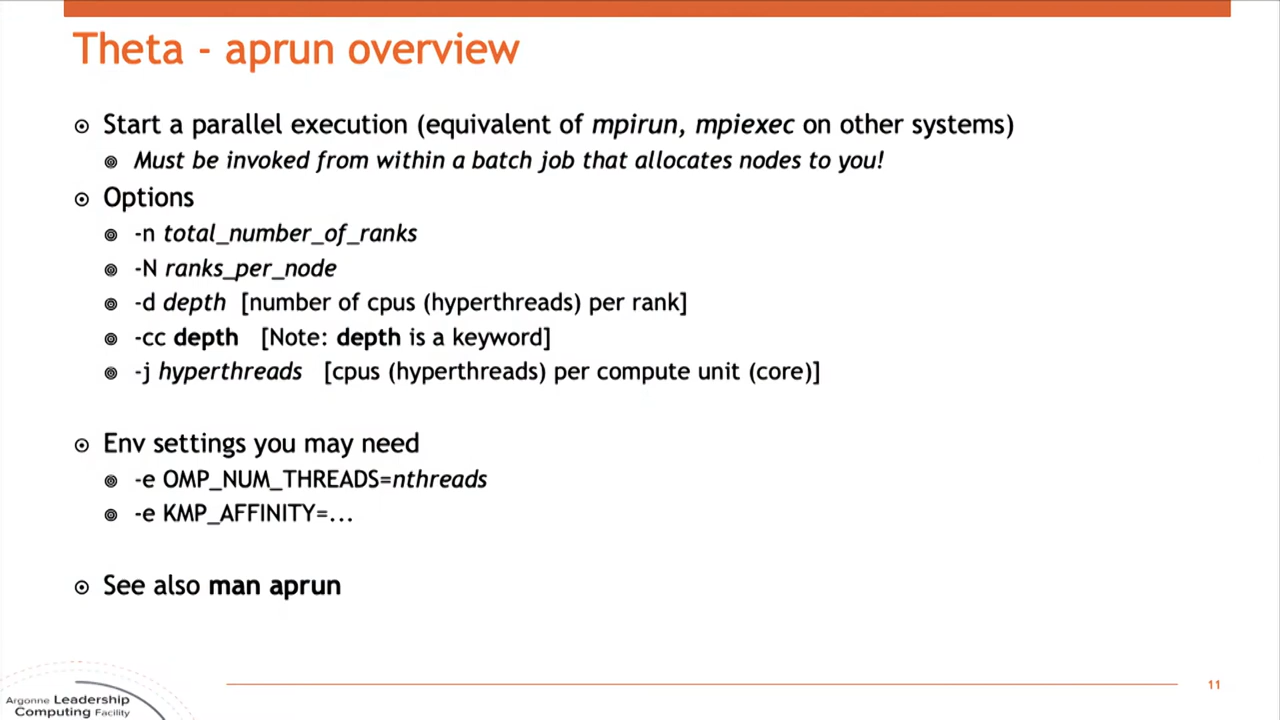 Theta - aprun overview
Start a parallel execution (equivalent of mpirun, mpiexec on other systems)
Must be invoked from within a batch job that allocates nodes to you!
Options
-n total_number_of_ranks
-N ranks_per_node
-d depth [number of cpus (hyperthreads) per rank]
-cc depth [Note: depth is a keyword]
-j hyperthreads [cpus (hyperthreads) per compute unit (core)]
Env settings you may need
-e OMP_NUM_THREADS=nthreads
-e KMP_AFFINITY=...
See also man aprun
11
Argonne Leadership
Computing Facility